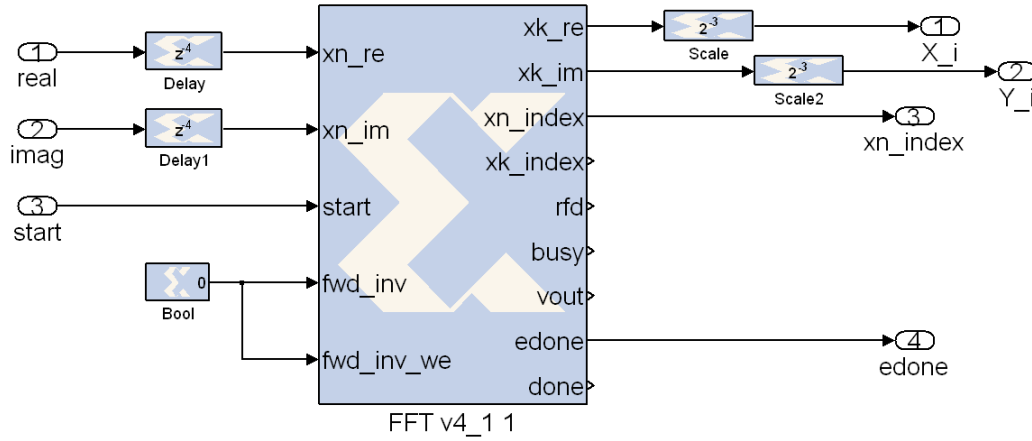 1
real
z-4
Delay
xn_re
xk_re
2-3
Scale
1
X_i
xk_im
2-3
Scale2
2
Y_i
2
imag
z-4
Delay1
xn_im
xn_index
3
xn_index
xk_index
3
start
start
rfd
busy
0
Bool
fwd_inv
vout
fwd_inv_we
edone
4
edone
done
FFT v4_1 1